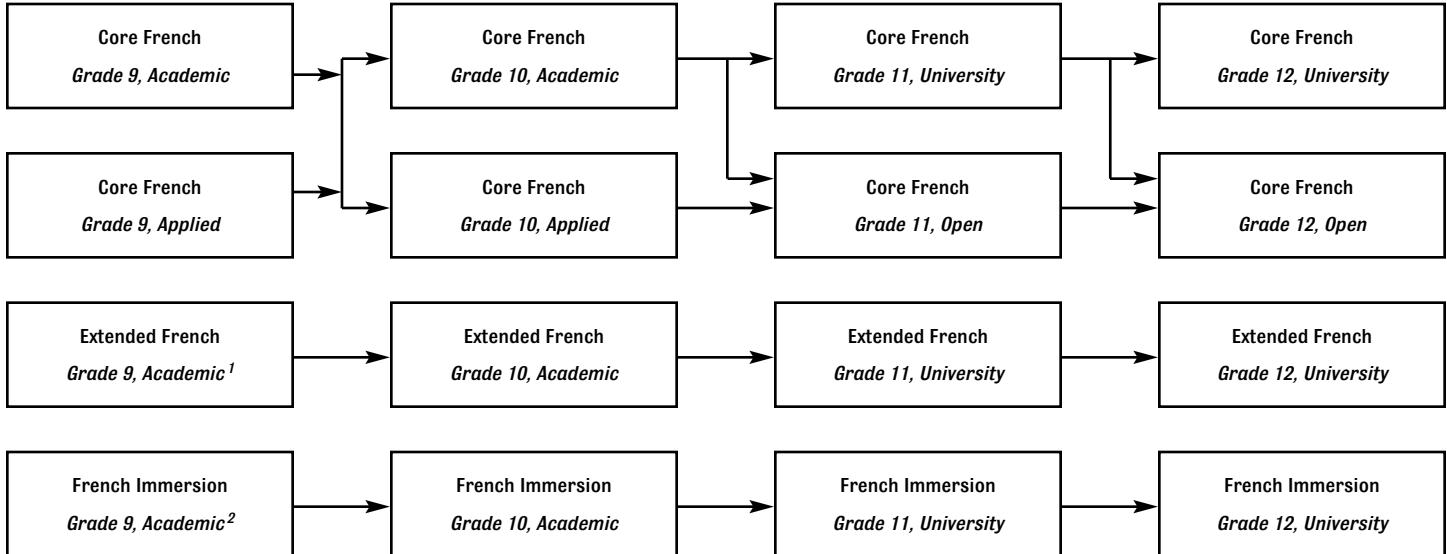 Core French
Grade 9, Academic
Core French
Grade 10, Academic
Core French
Grade 11, University
Core French
Grade 12, University
Core French
Grade 9, Applied
Core French
Grade 10, Applied
Core French
Grade 11, Open
Core French
Grade 12, Open
Extended French
Grade 9, Academic¹
Extended French
Grade 10, Academic
Extended French
Grade 11, University
Extended French
Grade 12, University
French Immersion
Grade 9, Academic²
French Immersion
Grade 10, Academic
French Immersion
Grade 11, University
French Immersion
Grade 12, University